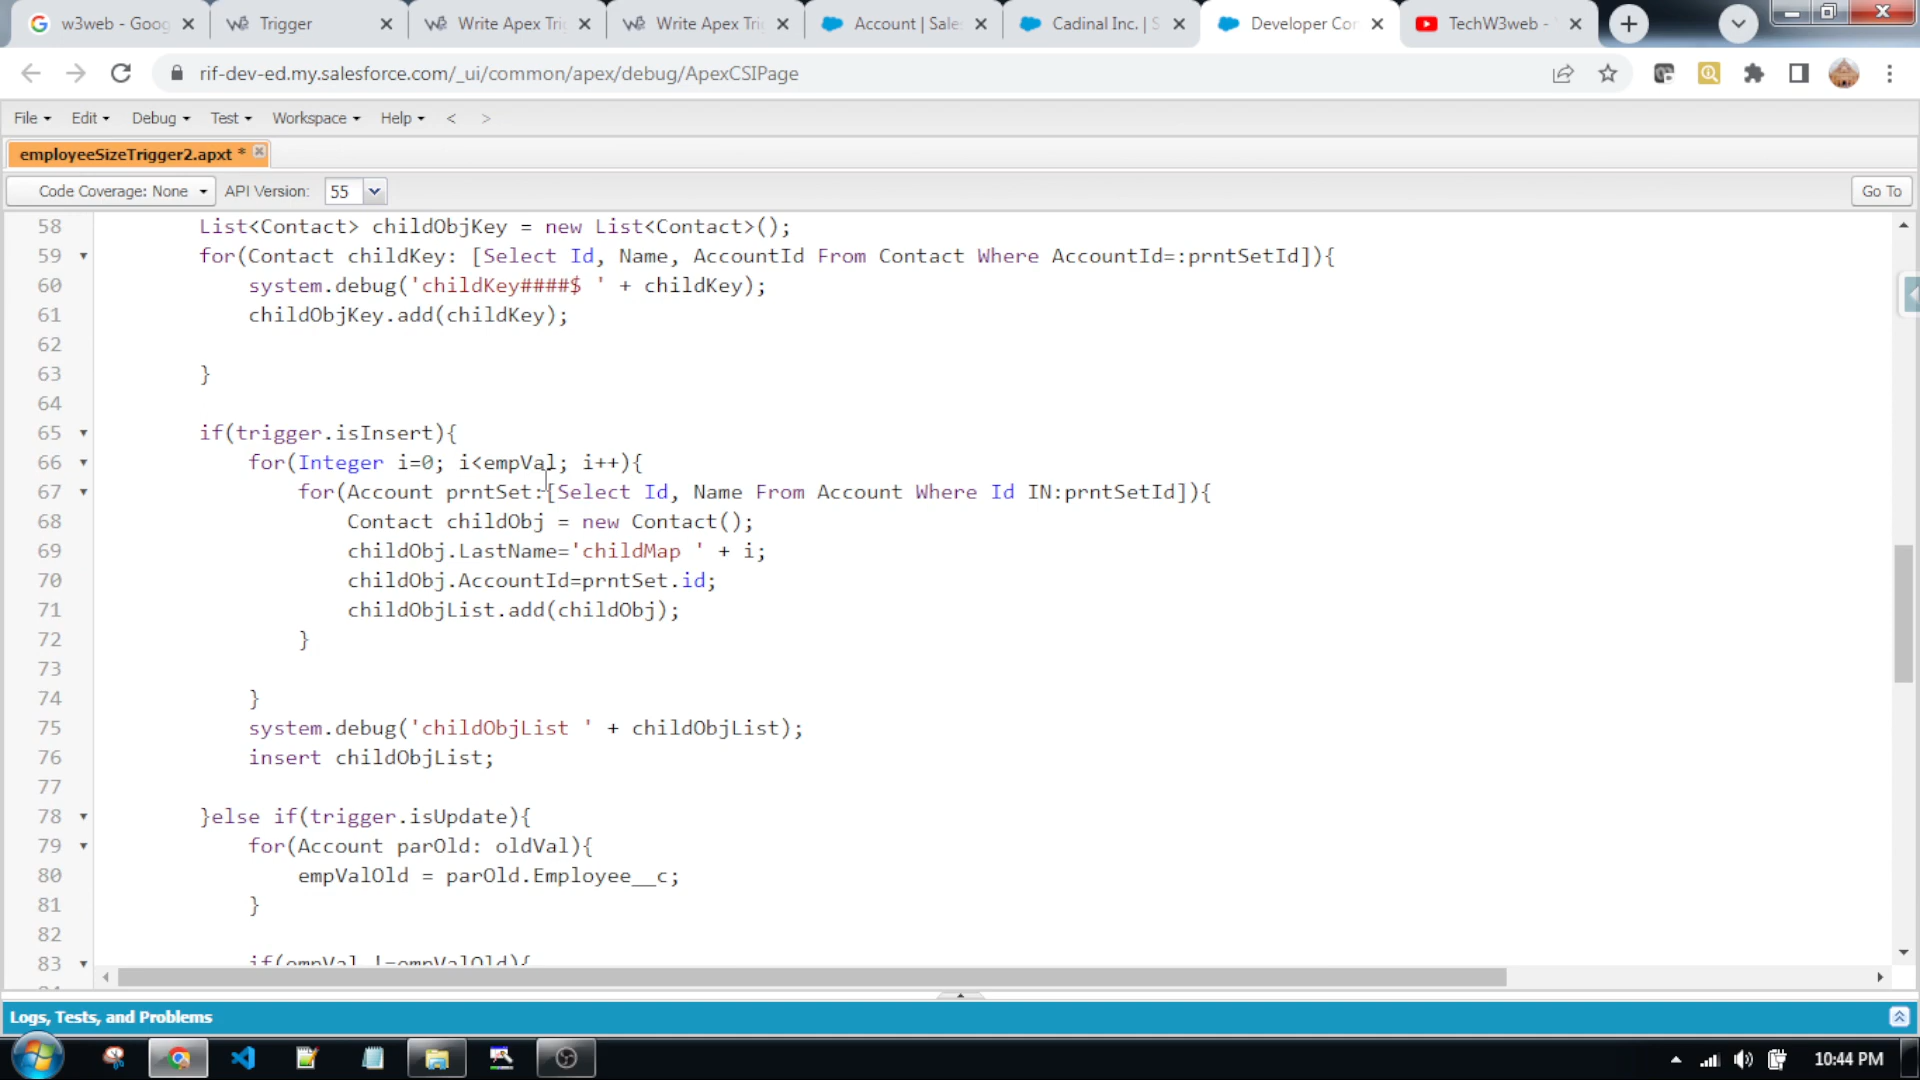 w3web - Goog
Trigger
Write Apex Tri
Write Apex Tri
Account | Sale
Cadinal Inc. | S
Developer Co
TechW3web -
rif-dev-ed.my.salesforce.com/_ui/common/apex/debug/ApexCSIPage
File Edit Debug Test Workspace Help < >
employeeSizeTrigger2.apxt *
Code Coverage: None API Version: 55 Go To
58 List<Contact> childObjKey = new List<Contact>();
59 for(Contact childKey: [Select Id, Name, AccountId From Contact Where AccountId=:prntSetId]){
60 system.debug('childKey####$ ' + childKey);
61 childObjKey.add(childKey);
62
63 }
64
65 if(trigger.isInsert){
66 for(Integer i=0; i<empVal; i++){
67 for(Account prntSet:[Select Id, Name From Account Where Id IN:prntSetId]){
68 Contact childObj = new Contact();
69 childObj.LastName='childMap ' + i;
70 childObj.AccountId=prntSet.id;
71 childObjList.add(childObj);
72 }
73
74 }
75 system.debug('childObjList ' + childObjList);
76 insert childObjList;
77
78 }else if(trigger.isUpdate){
79 for(Account parOld: oldVal){
80 empValOld = parOld.Employee__c;
81 }
82
83 if(empVal !=empValOld){
Logs, Tests, and Problems
10:44 PM